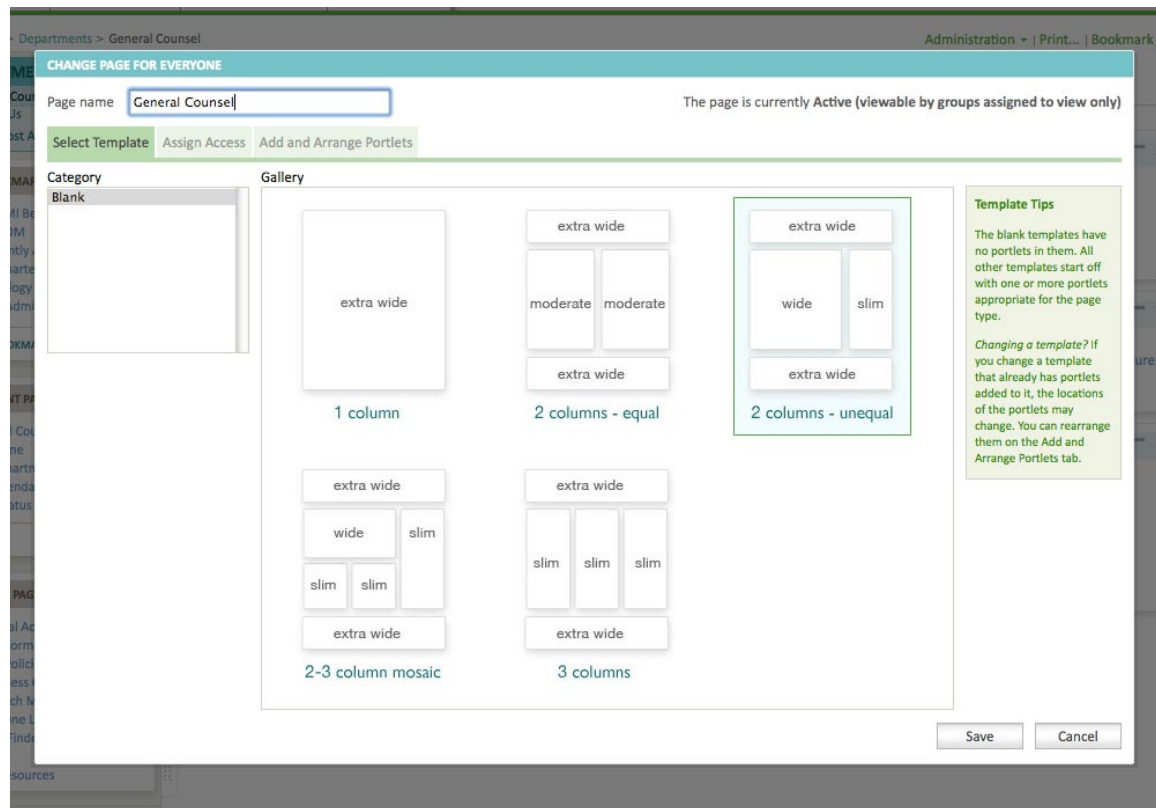 Departments > General Counsel
Administration | Print... | Bookmark
CHANGE PAGE FOR EVERYONE
Page name General Counsel
The page is currently Active (viewable by groups assigned to view only)
Select Template Assign Access Add and Arrange Portlets
Category
Blank
Gallery
extra wide
1 column
extra wide
moderate moderate
extra wide
2 columns - equal
extra wide
wide slim
extra wide
2 columns - unequal
extra wide
wide slim
slim slim
extra wide
2-3 column mosaic
extra wide
slim slim slim
extra wide
3 columns
Template Tips
The blank templates have
no portlets in them. All
other templates start off
with one or more portlets
appropriate for the page
type.
Changing a template? If
you change a template
that already has portlets
added to it, the locations
of the portlets may
change. You can rearrange
them on the Add and
Arrange Portlets tab.
Save Cancel